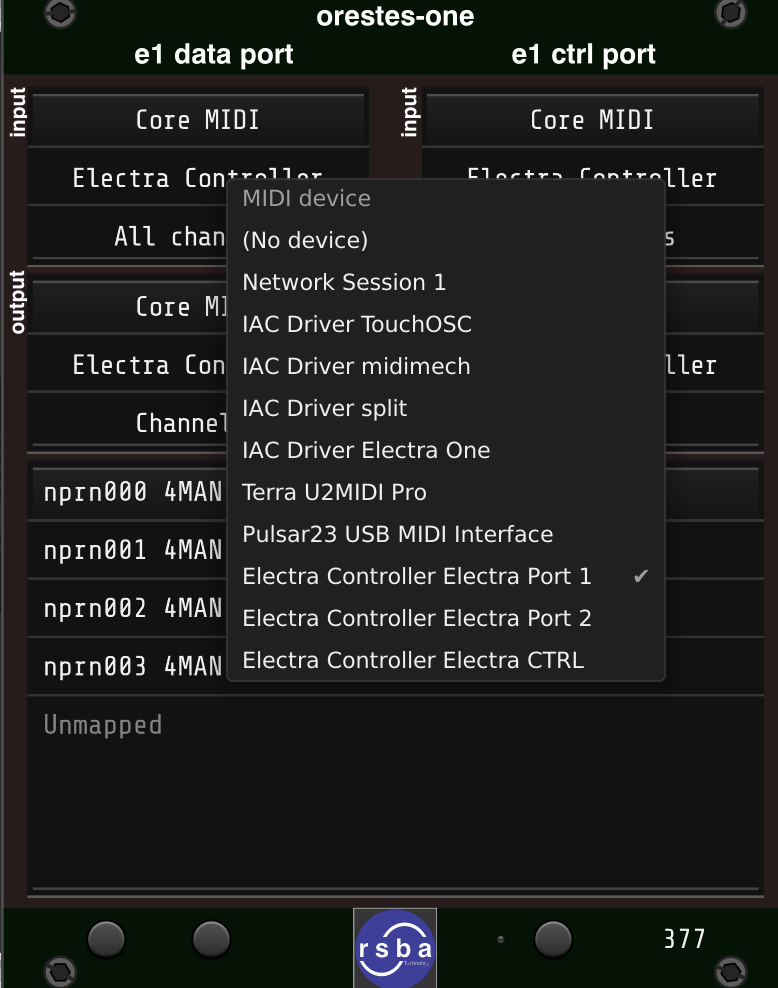 orestes-one
e1 data port
e1 ctrl port
input
Core MIDI
input
Core MIDI
Electra Controller
Electra Controller
All chan
s
MIDI device
(No device)
Network Session 1
IAC Driver TouchOSC
IAC Driver midimech
IAC Driver split
IAC Driver Electra One
Terra U2MIDI Pro
Pulsar23 USB MIDI Interface
Electra Controller Electra Port 1 ✔
Electra Controller Electra Port 2
Electra Controller Electra CTRL
output
Core MI
Electra Con
ller
Channel
nprn000 4MAN
nprn001 4MAN
nprn002 4MAN
nprn003 4MAN
Unmapped
rsba
377